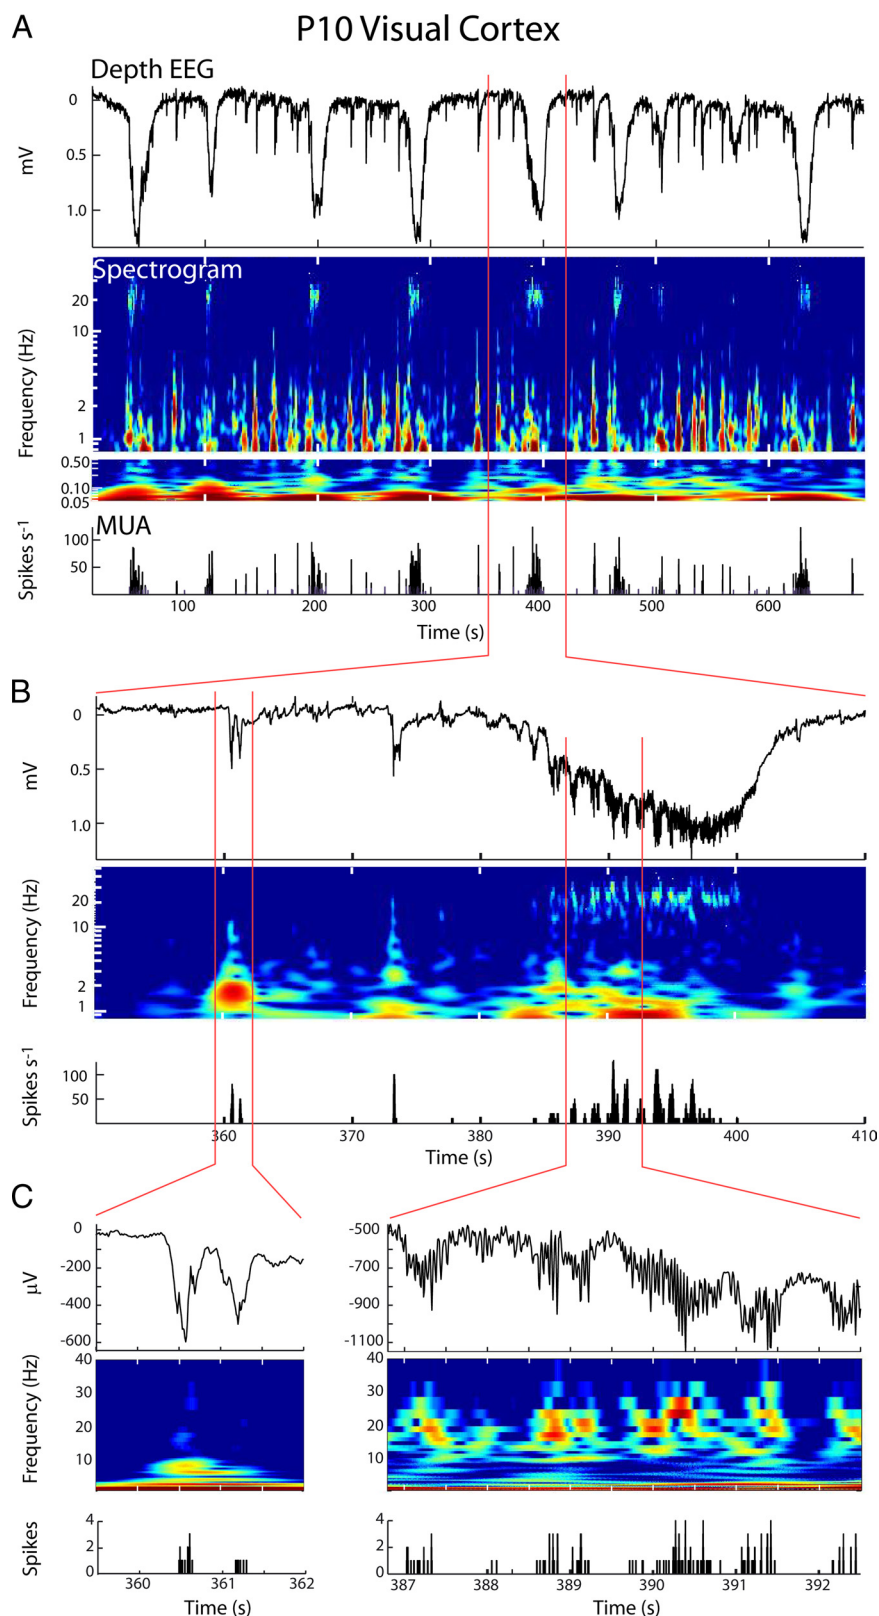 A
P10 Visual Cortex
Depth EEG
0
0.5
1.0
mV
Spectrogram
20
10
2
1
Frequency (Hz)
0.50
0.10
0.05
MUA
100
50
Spikes s-1
100 200 300 400 500 600
Time (s)
B
0
0.5
1.0
mV
20
10
2
1
Frequency (Hz)
100
50
Spikes s-1
360 370 380 390 400 410
Time (s)
C
0
-200
-400
-600
μV
-500
-700
-900
-1100
40
30
20
10
Frequency (Hz)
40
30
20
10
4
2
0
Spikes
4
2
0
360 361 362
387 388 389 390 391 392
Time (s)
Time (s)